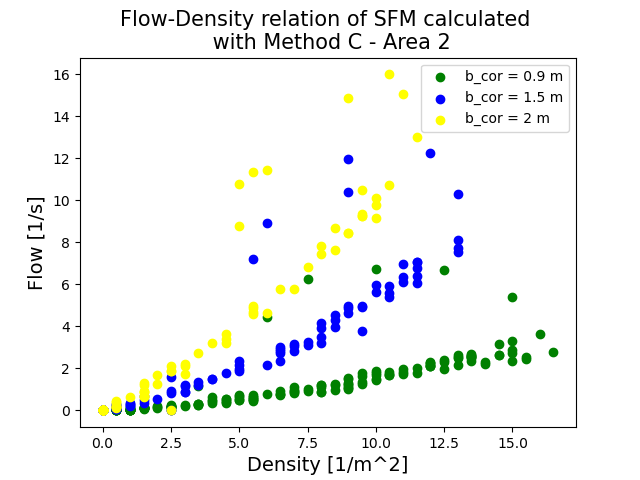 Flow-Density relation of SFM calculated
with Method C - Area 2
b_cor = 0.9 m
b_cor = 1.5 m
b_cor = 2 m
Flow [1/s]
16
14
12
10
8
6
4
2
0
0.0 2.5 5.0 7.5 10.0 12.5 15.0
Density [1/m^2]